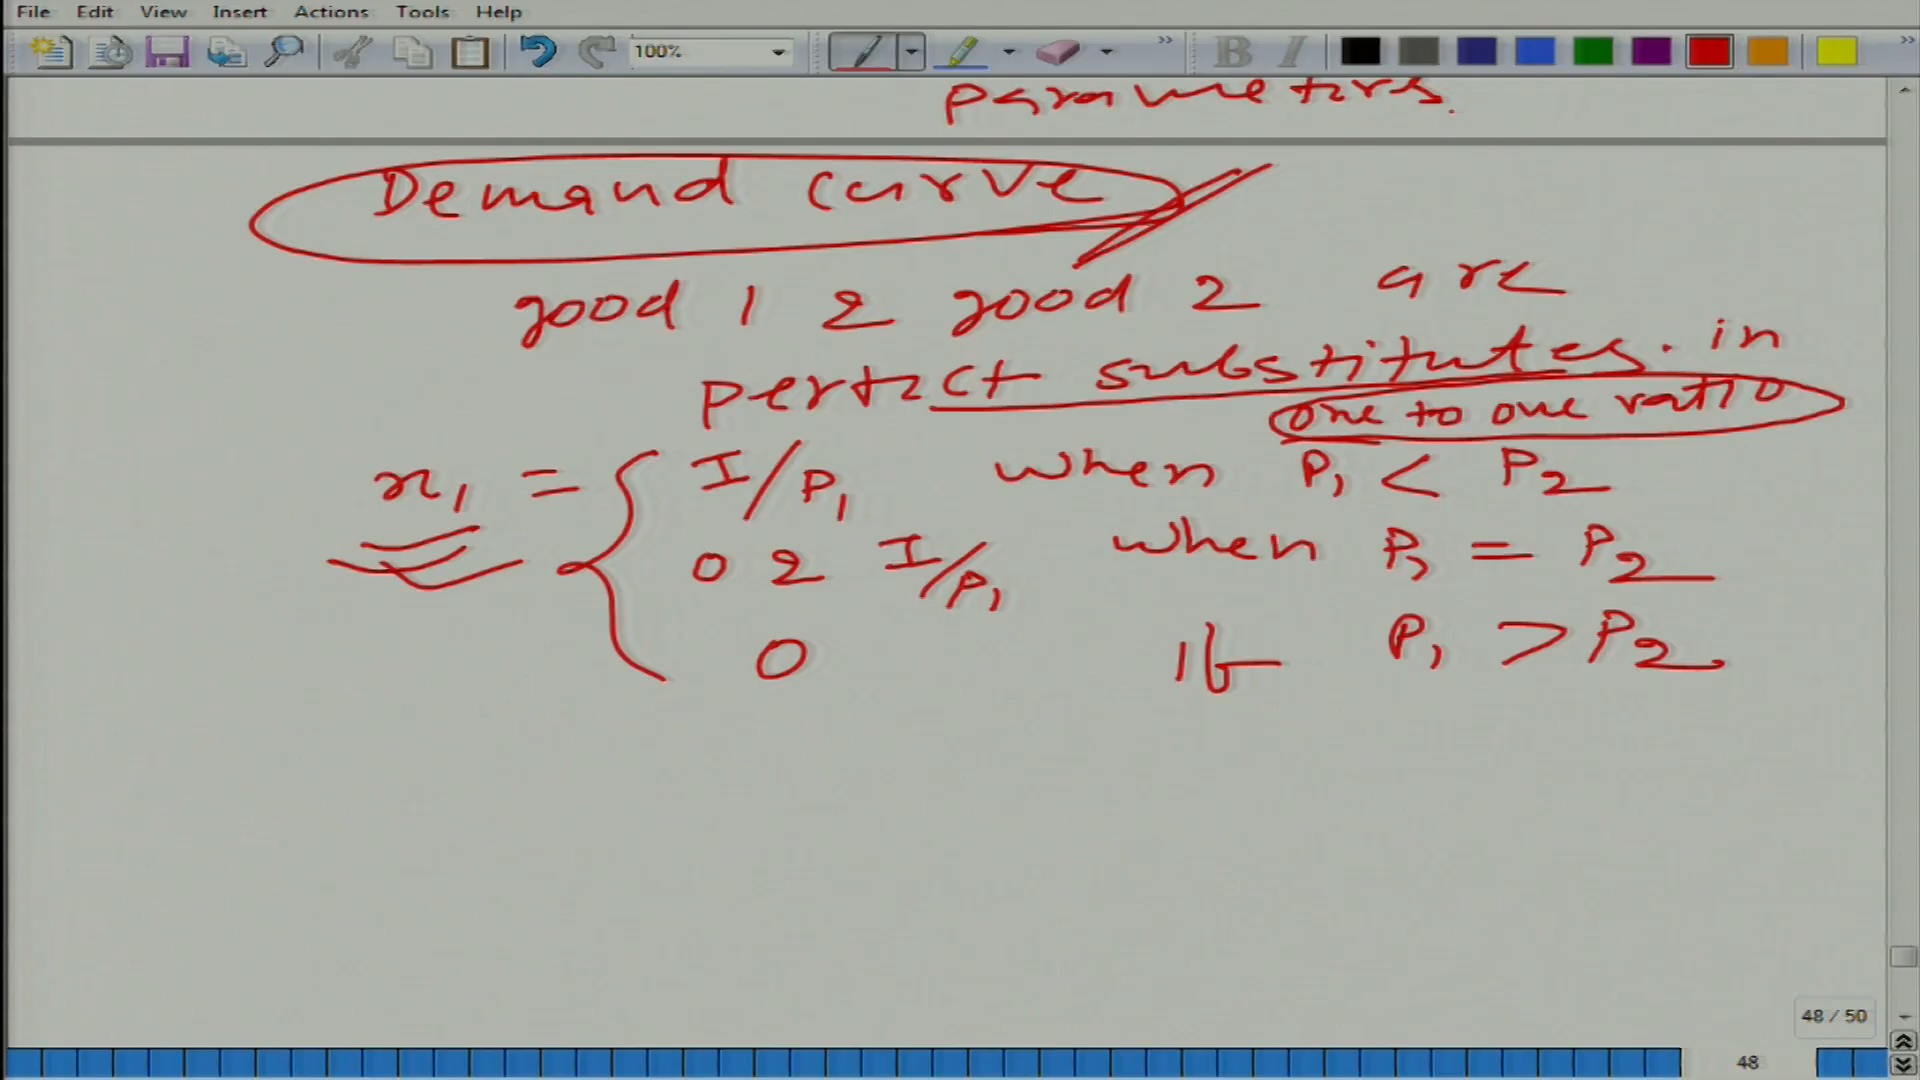 File Edit View Insert Actions Tools Help
100%
parameters.
Demand curve
good 1 & good 2 are
perfect substitutes. in
one to one ratio
x1 = { I/P1 when P1 < P2
0 & I/P1 when P1 = P2
0 if P1 > P2
48 / 50
48